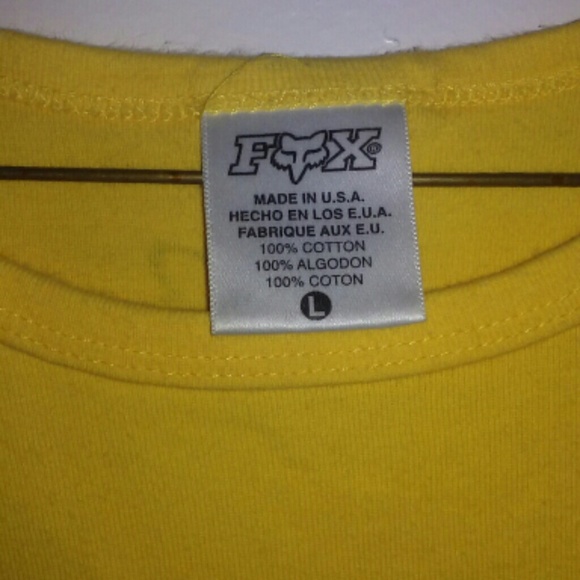 FOX®
MADE IN U.S.A.
HECHO EN LOS E.U.A.
FABRIQUE AUX E.U.
100% COTTON
100% ALGODON
100% COTON
L